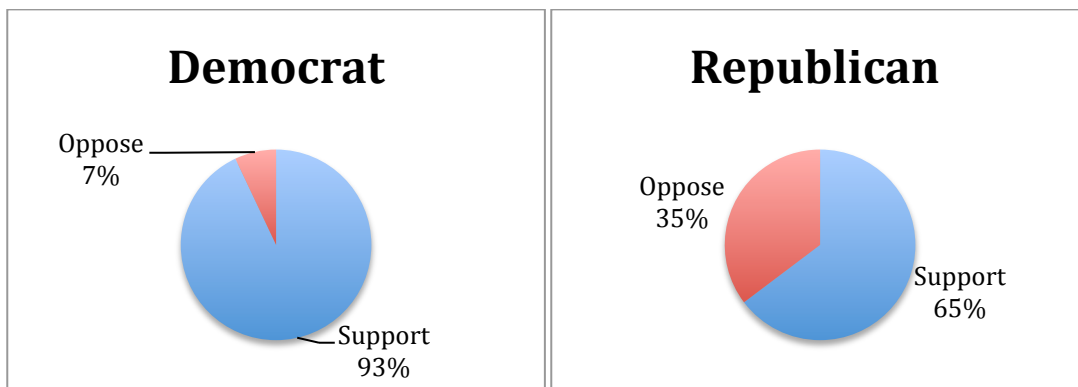 Democrat
Oppose
7%
Support
93%
Republican
Oppose
35%
Support
65%